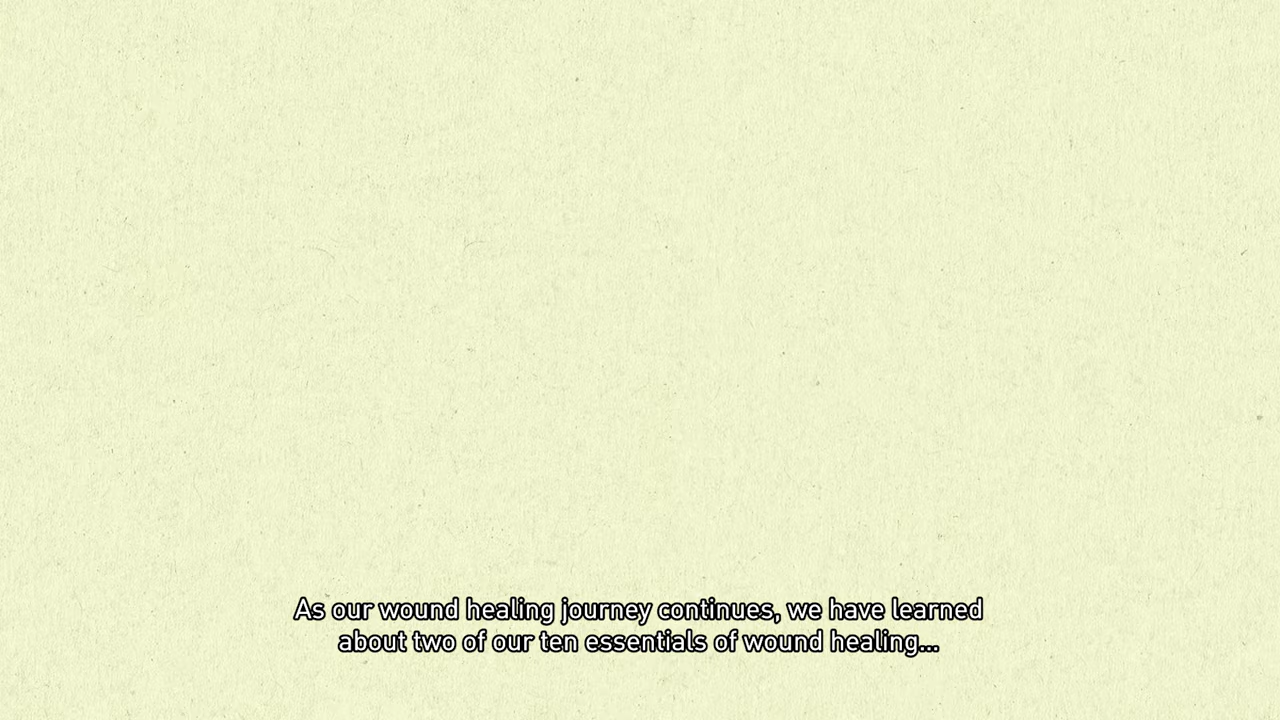 As our wound healing journey continues, we have learned
about two of our ten essentials of wound healing...